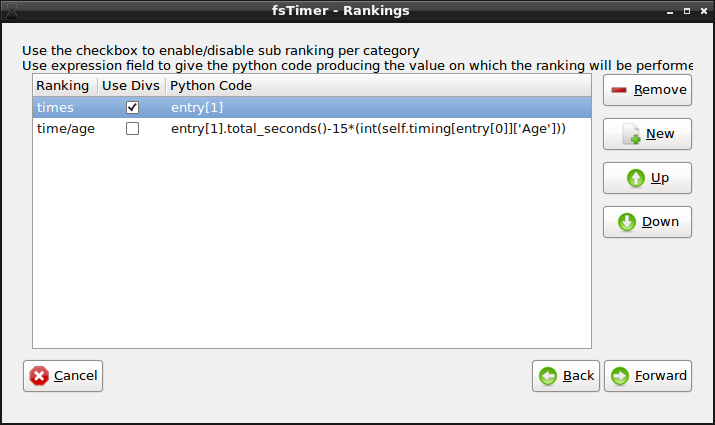 fsTimer - Rankings
Use the checkbox to enable/disable sub ranking per category
Use expression field to give the python code producing the value on which the ranking will be performe
Ranking Use Divs Python Code
times entry[1]
time/age entry[1].total_seconds()-15*(int(self.timing[entry[0]]['Age']))
Remove
New
Up
Down
Cancel
Back
Forward